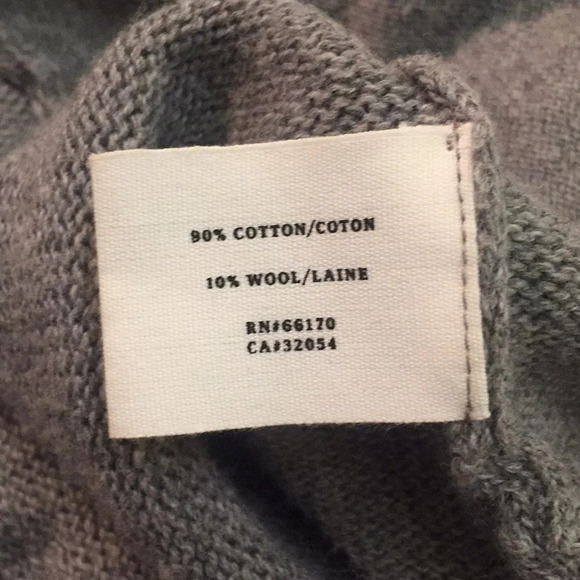 90% COTTON/COTON
10% WOOL/LAINE
RN#66170
CA#32054